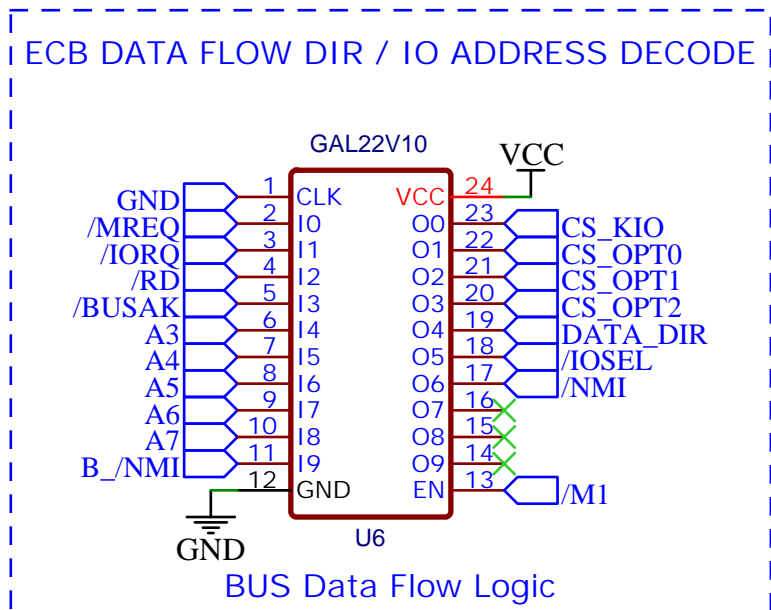 ECB DATA FLOW DIR / IO ADDRESS DECODE
GAL22V10
VCC
GND 1 CLK VCC 24
/MREQ 2 I0 O0 23 CS_KIO
/IORQ 3 I1 O1 22 CS_OPT0
/RD 4 I2 O2 21 CS_OPT1
/BUSAK 5 I3 O3 20 CS_OPT2
A3 6 I4 O4 19 DATA_DIR
A4 7 I5 O5 18 /IOSEL
A5 8 I6 O6 17 /NMI
A6 9 I7 O7 16
A7 10 I8 O8 15
B_/NMI 11 I9 O9 14
12 GND EN 13 /M1
GND
U6
BUS Data Flow Logic